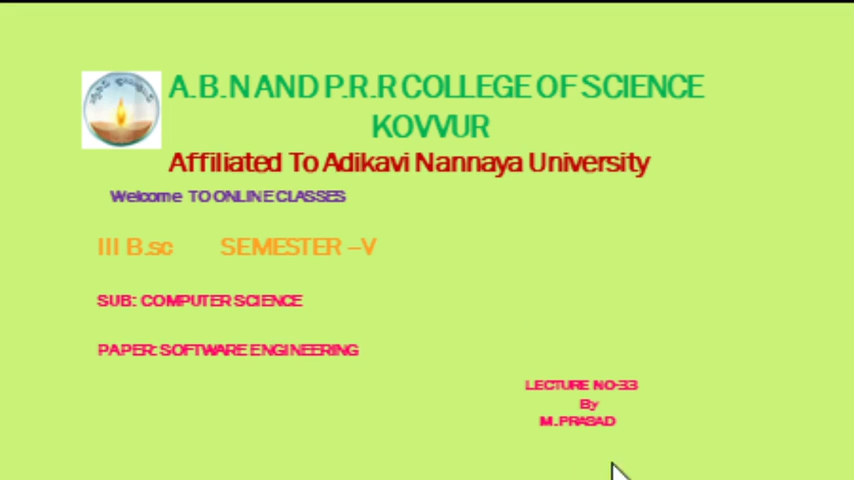 A.B.N AND P.R.R COLLEGE OF SCIENCE
KOVVUR
Affiliated To Adikavi Nannaya University
Welcome TO ONLINE CLASSES
III B.sc SEMESTER –V
SUB: COMPUTER SCIENCE
PAPER: SOFTWARE ENGINEERING
LECTURE NO-33
By
M.PRASAD